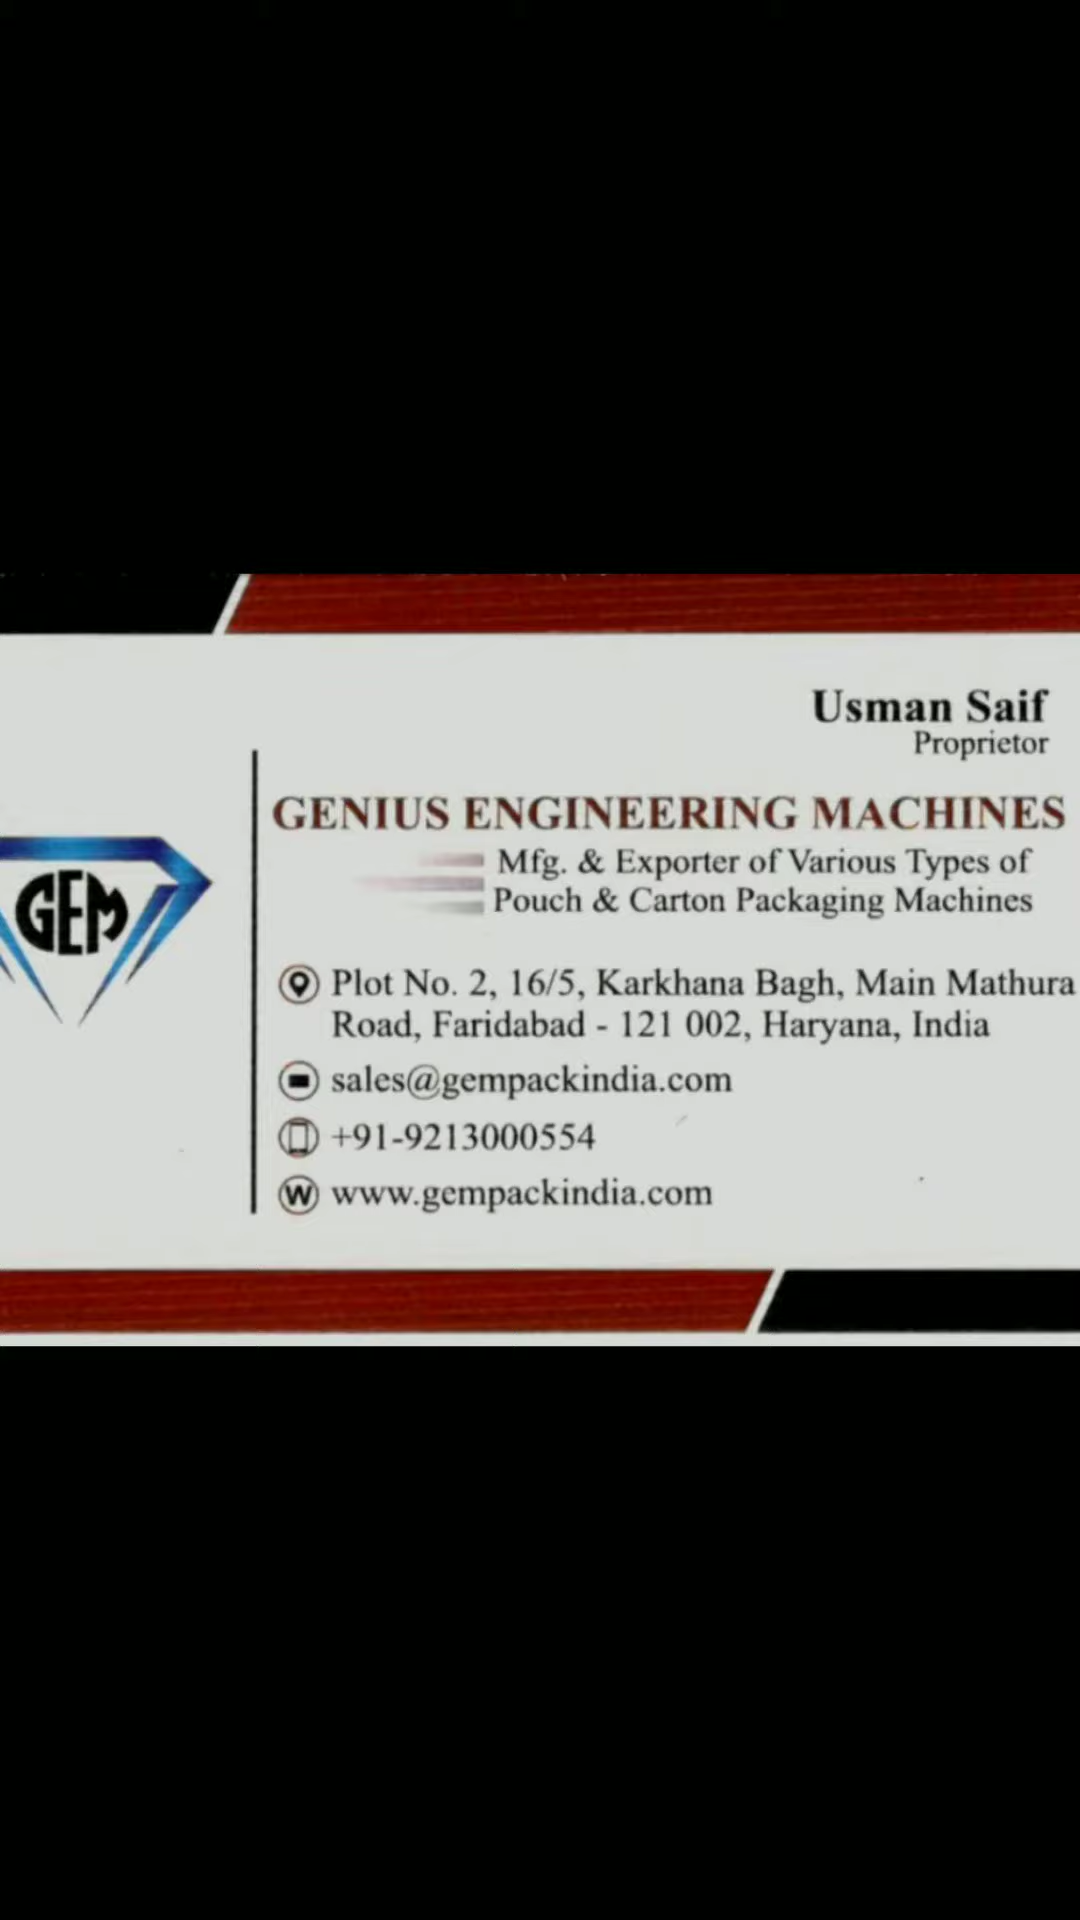 Usman Saif
Proprietor
GEM
GENIUS ENGINEERING MACHINES
Mfg. & Exporter of Various Types of
Pouch & Carton Packaging Machines
Plot No. 2, 16/5, Karkhana Bagh, Main Mathura
Road, Faridabad - 121 002, Haryana, India
sales@gempackindia.com
+91-9213000554
W www.gempackindia.com